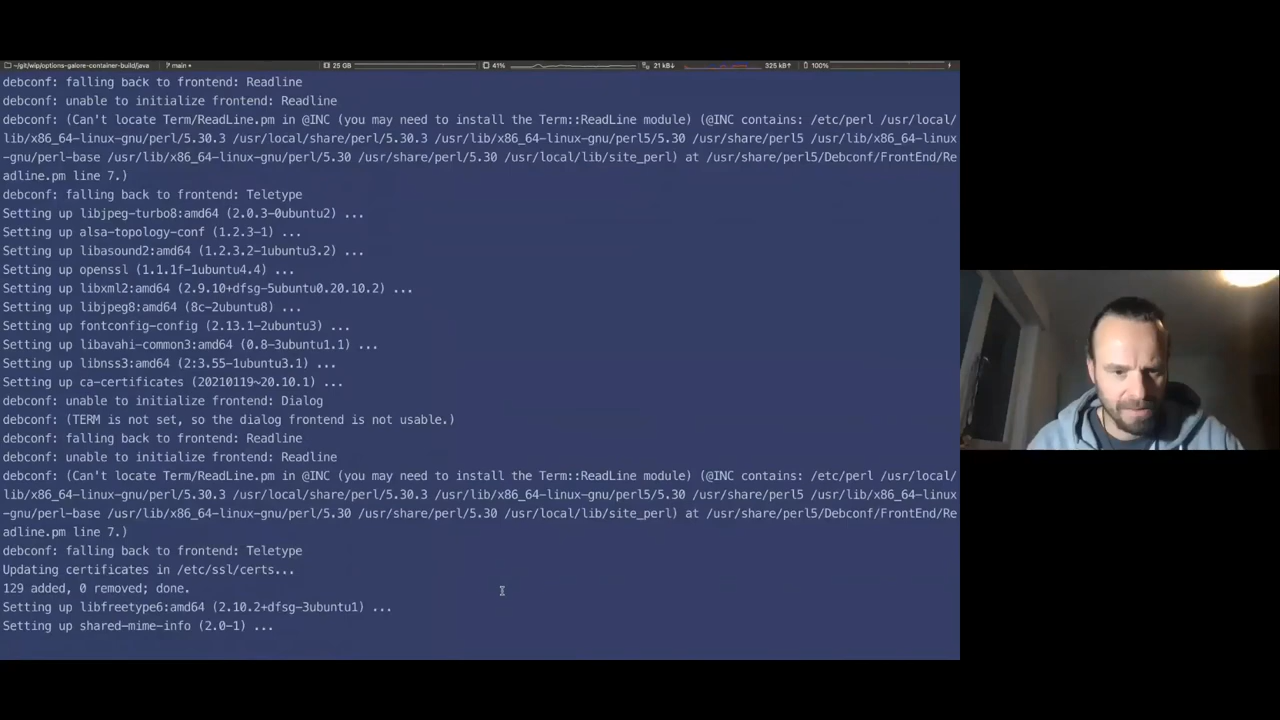 ~/git/wip/options-galore-container-build/java main 25 GB 41% 21 kB↓ 325 kB↑ 100%
debconf: falling back to frontend: Readline
debconf: unable to initialize frontend: Readline
debconf: (Can't locate Term/ReadLine.pm in @INC (you may need to install the Term::ReadLine module) (@INC contains: /etc/perl /usr/local/
lib/x86_64-linux-gnu/perl/5.30.3 /usr/local/share/perl/5.30.3 /usr/lib/x86_64-linux-gnu/perl5/5.30 /usr/share/perl5 /usr/lib/x86_64-linux
-gnu/perl-base /usr/lib/x86_64-linux-gnu/perl/5.30 /usr/share/perl/5.30 /usr/local/lib/site_perl) at /usr/share/perl5/Debconf/FrontEnd/Re
adline.pm line 7.)
debconf: falling back to frontend: Teletype
Setting up libjpeg-turbo8:amd64 (2.0.3-0ubuntu2) ...
Setting up alsa-topology-conf (1.2.3-1) ...
Setting up libasound2:amd64 (1.2.3.2-1ubuntu3.2) ...
Setting up openssl (1.1.1f-1ubuntu4.4) ...
Setting up libxml2:amd64 (2.9.10+dfsg-5ubuntu0.20.10.2) ...
Setting up libjpeg8:amd64 (8c-2ubuntu8) ...
Setting up fontconfig-config (2.13.1-2ubuntu3) ...
Setting up libavahi-common3:amd64 (0.8-3ubuntu1.1) ...
Setting up libnss3:amd64 (2:3.55-1ubuntu3.1) ...
Setting up ca-certificates (20210119~20.10.1) ...
debconf: unable to initialize frontend: Dialog
debconf: (TERM is not set, so the dialog frontend is not usable.)
debconf: falling back to frontend: Readline
debconf: unable to initialize frontend: Readline
debconf: (Can't locate Term/ReadLine.pm in @INC (you may need to install the Term::ReadLine module) (@INC contains: /etc/perl /usr/local/
lib/x86_64-linux-gnu/perl/5.30.3 /usr/local/share/perl/5.30.3 /usr/lib/x86_64-linux-gnu/perl5/5.30 /usr/share/perl5 /usr/lib/x86_64-linux
-gnu/perl-base /usr/lib/x86_64-linux-gnu/perl/5.30 /usr/share/perl/5.30 /usr/local/lib/site_perl) at /usr/share/perl5/Debconf/FrontEnd/Re
adline.pm line 7.)
debconf: falling back to frontend: Teletype
Updating certificates in /etc/ssl/certs...
129 added, 0 removed; done.
Setting up libfreetype6:amd64 (2.10.2+dfsg-3ubuntu1) ...
Setting up shared-mime-info (2.0-1) ...